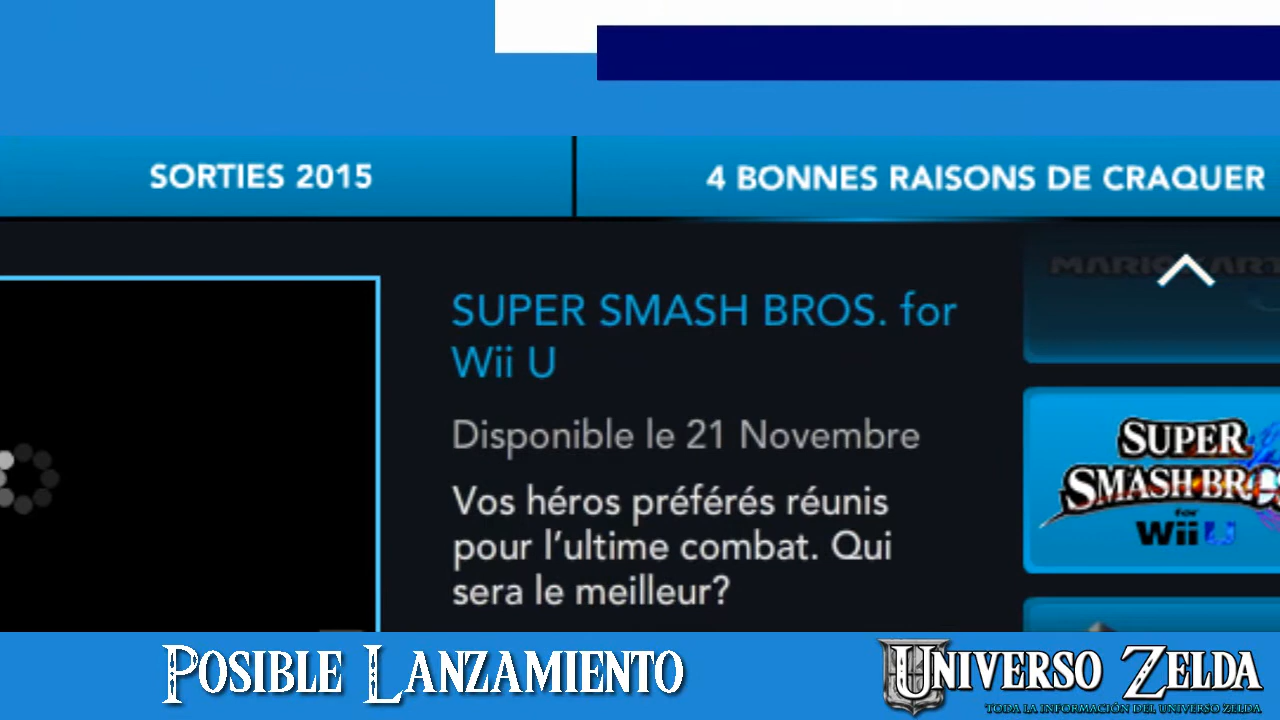 SORTIES 2015
4 BONNES RAISONS DE CRAQUER
MARIO KART
SUPER SMASH BROS. for
Wii U
Disponible le 21 Novembre
Vos héros préférés réunis
pour l'ultime combat. Qui
sera le meilleur?
SUPER
SMASH BROS
for
Wii U
POSIBLE LANZAMIENTO
UNIVERSO ZELDA
TODA LA INFORMACIÓN DEL UNIVERSO ZELDA